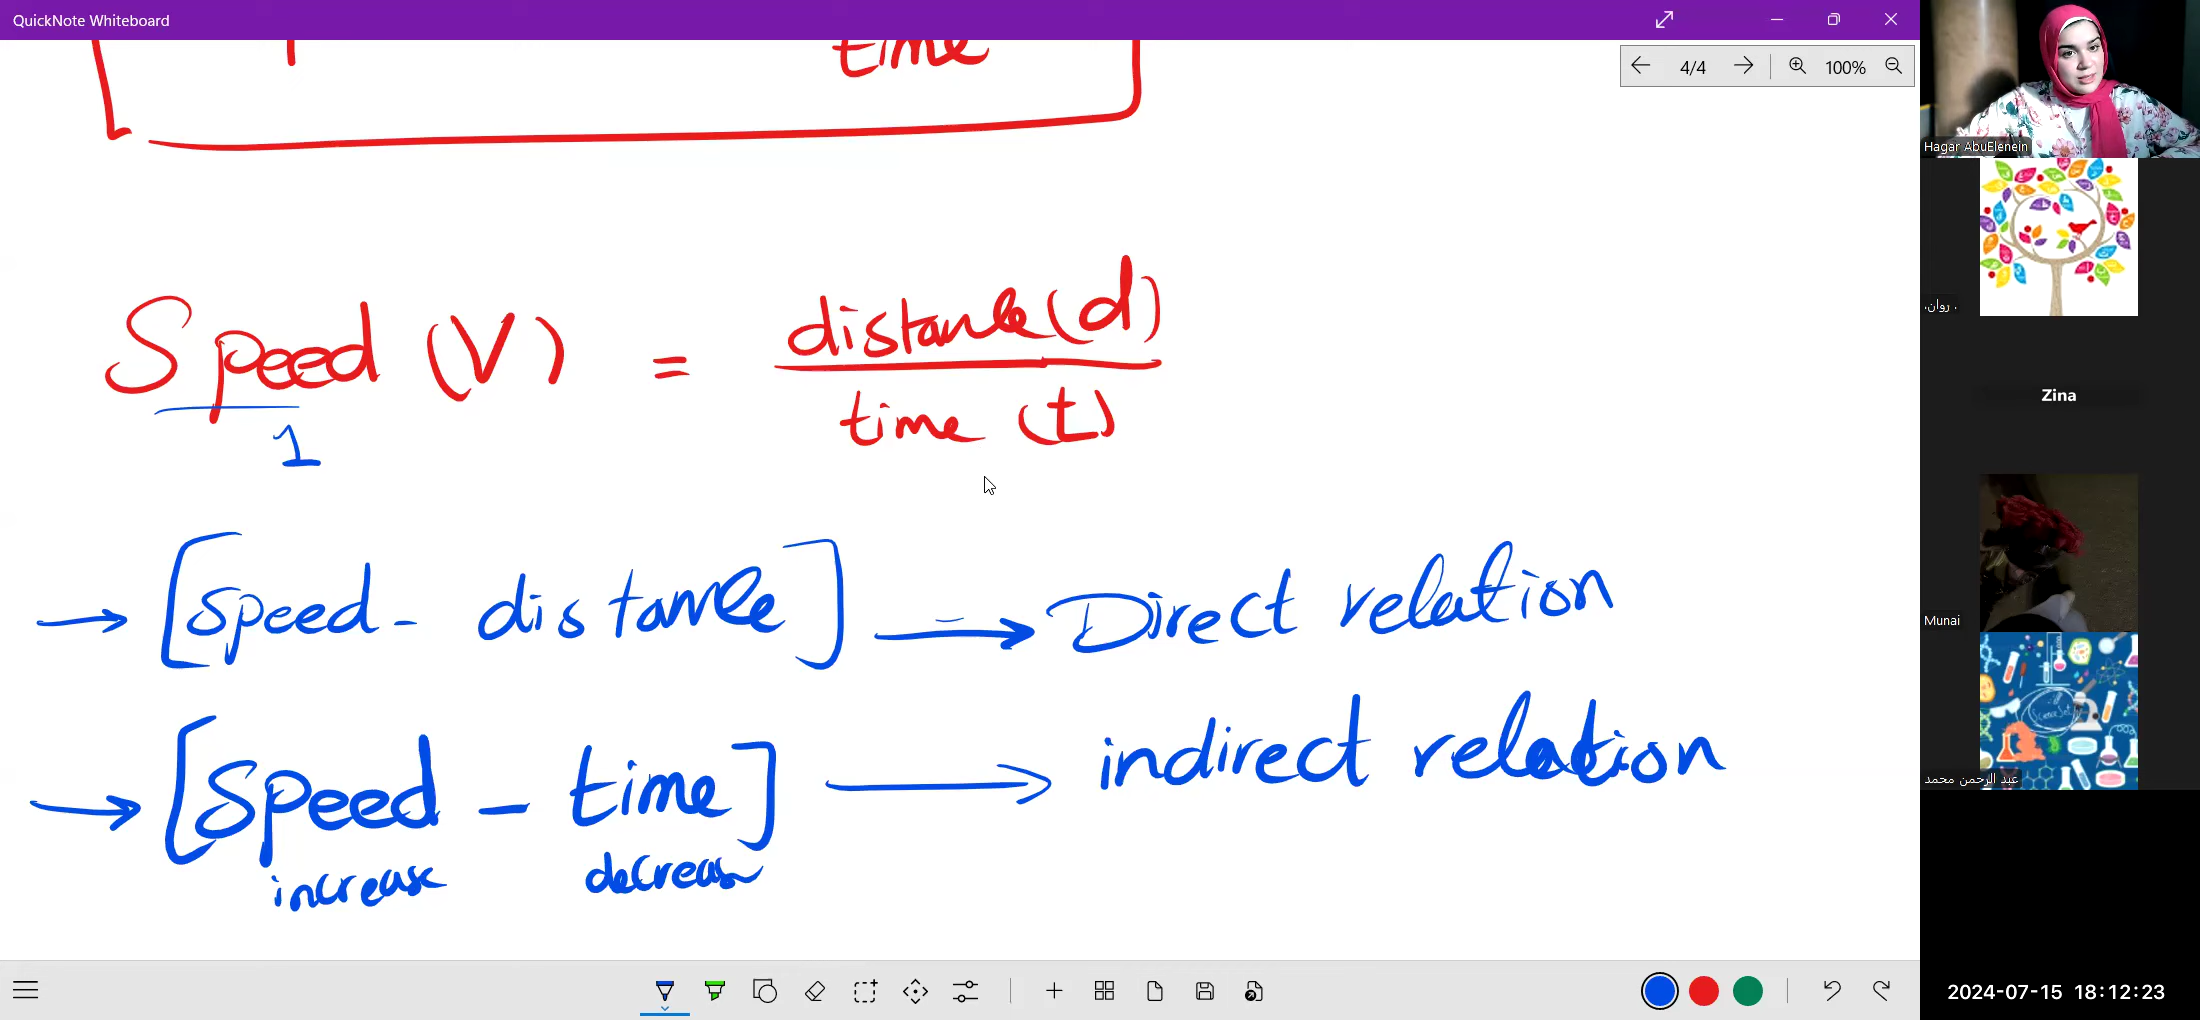 QuickNote Whiteboard
time
4/4 100%
Speed (V) = distance (d)
time (t)
1
→ [Speed - distance] → Direct relation
→ [Speed - time] → indirect relation
increase decrease
Hagar AbuElenein
روان.
Zina
Munai
عبد الرحمن محمد
2024-07-15 18:12:23